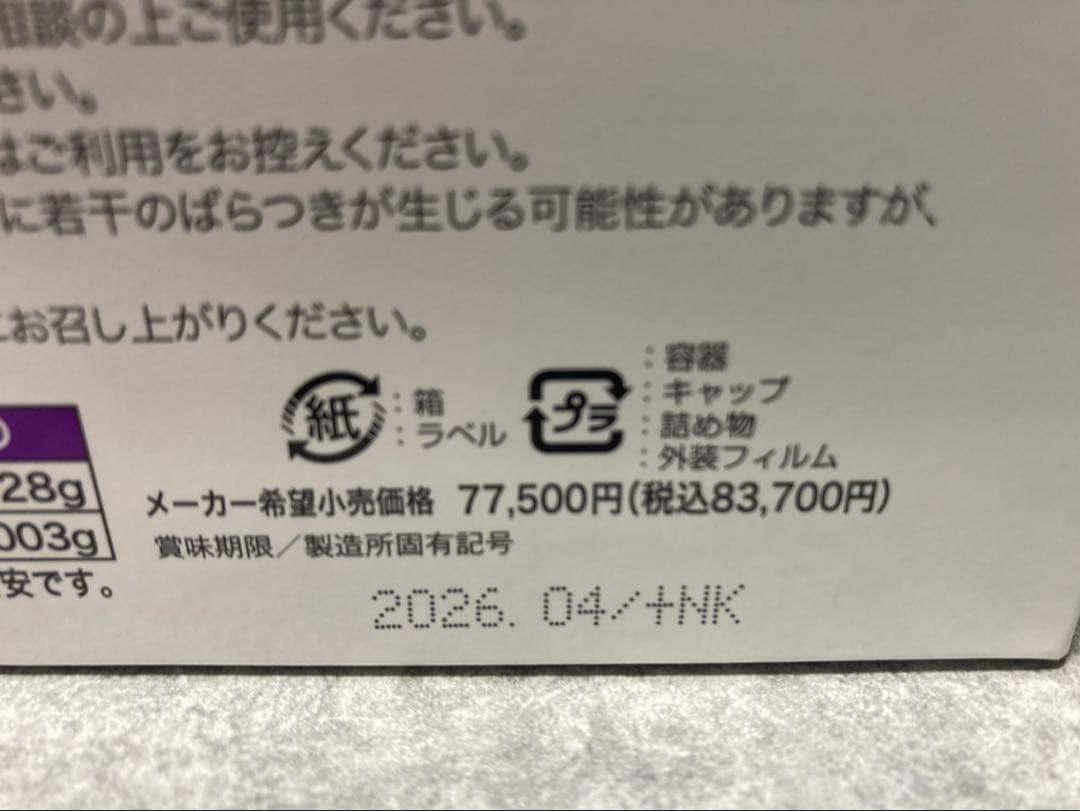 相談の上ご使用ください。
さい。
はご利用をお控えください。
に若干のばらつきが生じる可能性がありますが、
にお召し上がりください。
紙
：箱
：ラベル
プラ
：容器
：キャップ
：詰め物
：外装フィルム
28g
003g
安です。
メーカー希望小売価格 77,500円(税込83,700円)
賞味期限／製造所固有記号
2026. 04/+NK